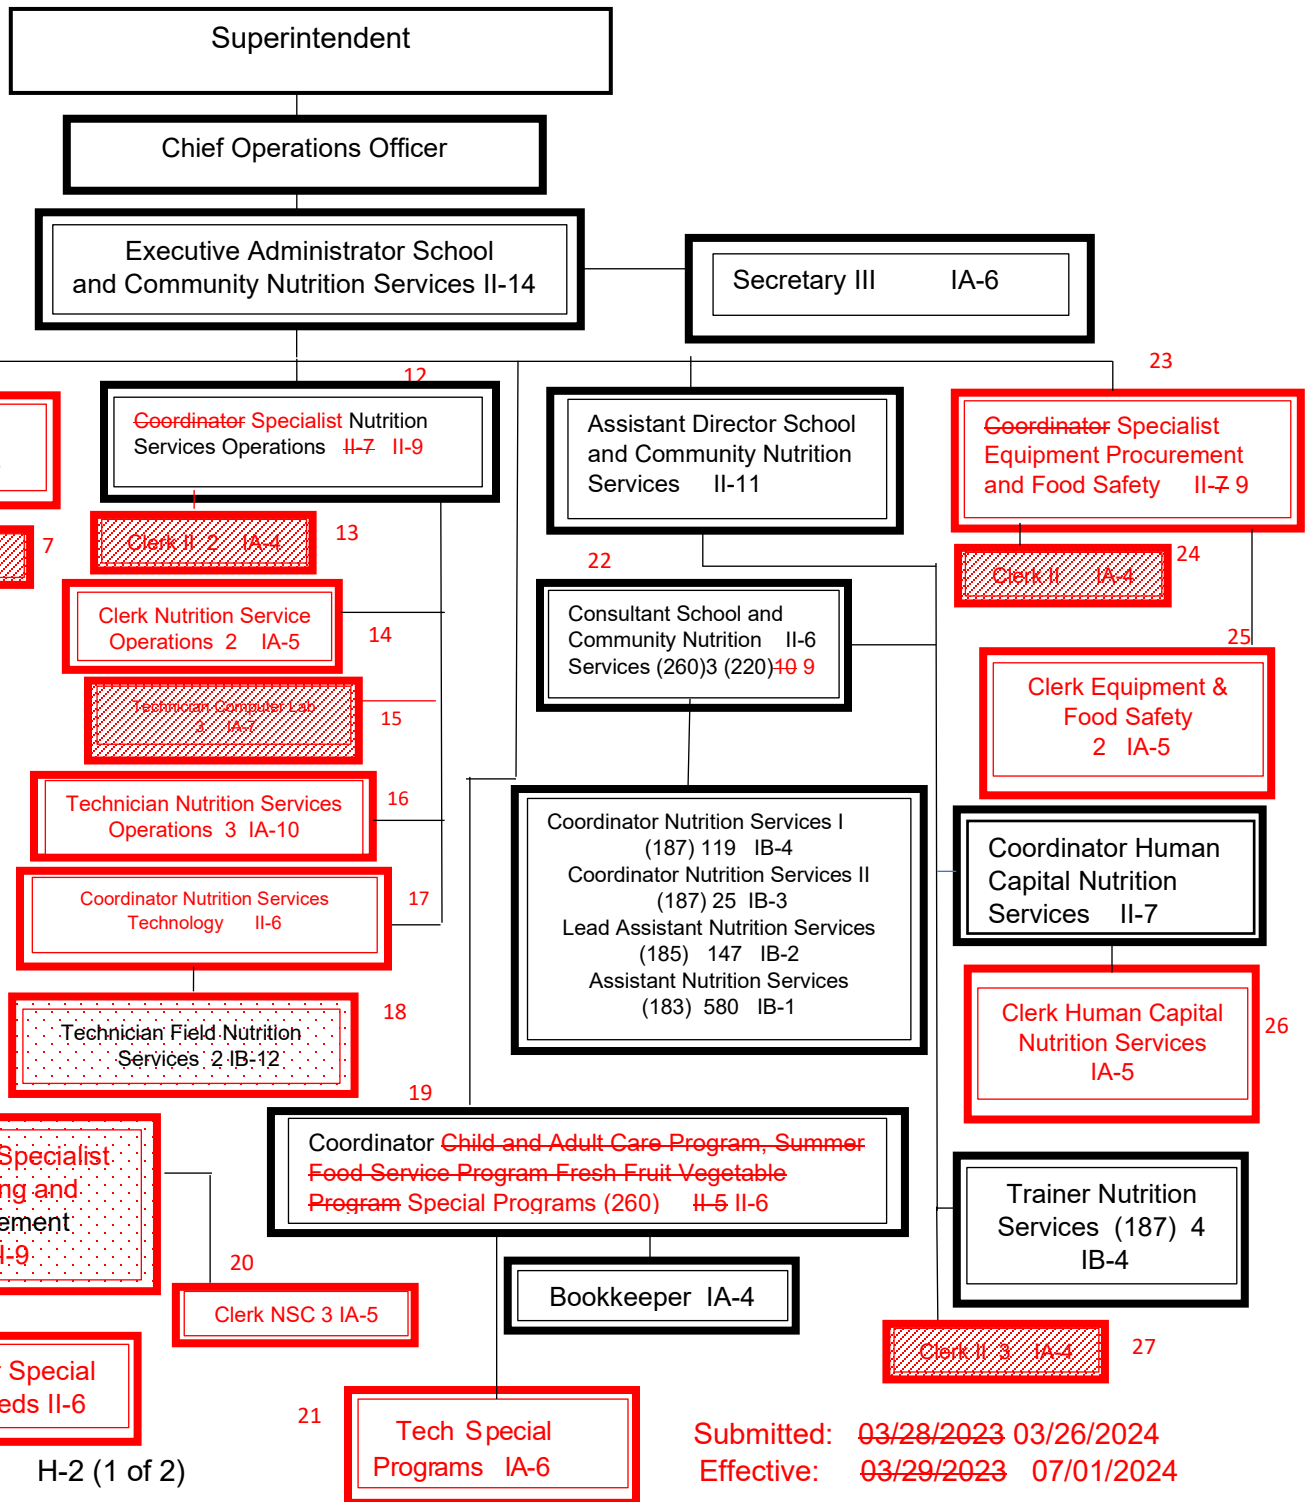 Superintendent
Chief Operations Officer
Executive Administrator School
and Community Nutrition Services II-14
Secretary III IA-6
12
23
Coordinator Specialist Nutrition
Services Operations II-7 II-9
Assistant Director School
and Community Nutrition
Services II-11
Coordinator Specialist
Equipment Procurement
and Food Safety II-7 9
7
Clerk II 2 IA-4
13
22
Clerk II IA-4
24
Clerk Nutrition Service
Operations 2 IA-5
14
Consultant School and
Community Nutrition II-6
Services (260)3 (220)10 9
25
Clerk Equipment &
Food Safety
2 IA-5
Technician Computer Lab
3 IA-7
15
Technician Nutrition Services
Operations 3 IA-10
16
Coordinator Nutrition Services I
(187) 119 IB-4
Coordinator Nutrition Services II
(187) 25 IB-3
Lead Assistant Nutrition Services
(185) 147 IB-2
Assistant Nutrition Services
(183) 580 IB-1
Coordinator Human
Capital Nutrition
Services II-7
Coordinator Nutrition Services
Technology II-6
17
Technician Field Nutrition
Services 2 IB-12
18
Clerk Human Capital
Nutrition Services
IA-5
26
19
Coordinator Child and Adult Care Program, Summer
Food Service Program Fresh Fruit Vegetable
Program Special Programs (260) II-5 II-6
Specialist
ng and
ement
I-9
Trainer Nutrition
Services (187) 4
IB-4
20
Clerk NSC 3 IA-5
Bookkeeper IA-4
Clerk II 3 IA-4
27
Special
eds II-6
21
Tech Special
Programs IA-6
Submitted: 03/28/2023 03/26/2024
Effective: 03/29/2023 07/01/2024
H-2 (1 of 2)